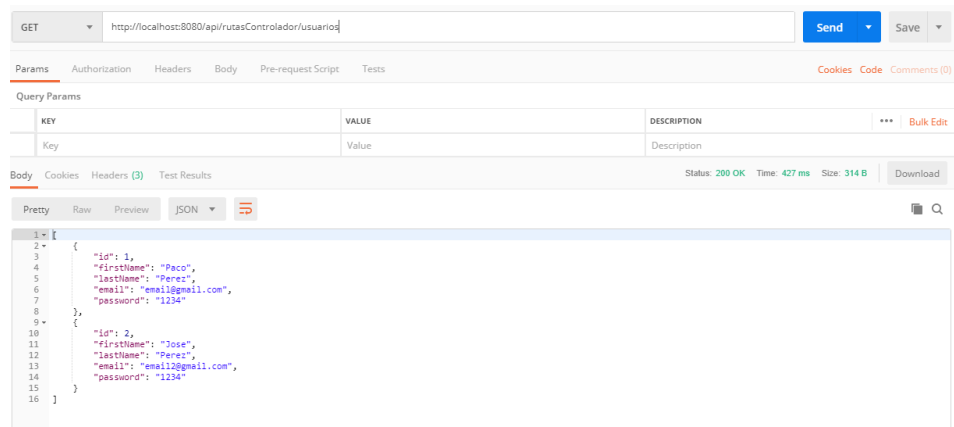 GET http://localhost:8080/api/rutasControlador/usuarios Send Save
Params Authorization Headers Body Pre-request Script Tests Cookies Code Comments (0)
Query Params
KEY VALUE DESCRIPTION ••• Bulk Edit
Key Value Description
Body Cookies Headers (3) Test Results Status: 200 OK Time: 427 ms Size: 314 B Download
Pretty Raw Preview JSON
1 [
2 {
3 "id": 1,
4 "firstName": "Paco",
5 "lastName": "Perez",
6 "email": "email@gmail.com",
7 "password": "1234"
8 },
9 {
10 "id": 2,
11 "firstName": "Jose",
12 "lastName": "Perez",
13 "email": "email2@gmail.com",
14 "password": "1234"
15 }
16 ]